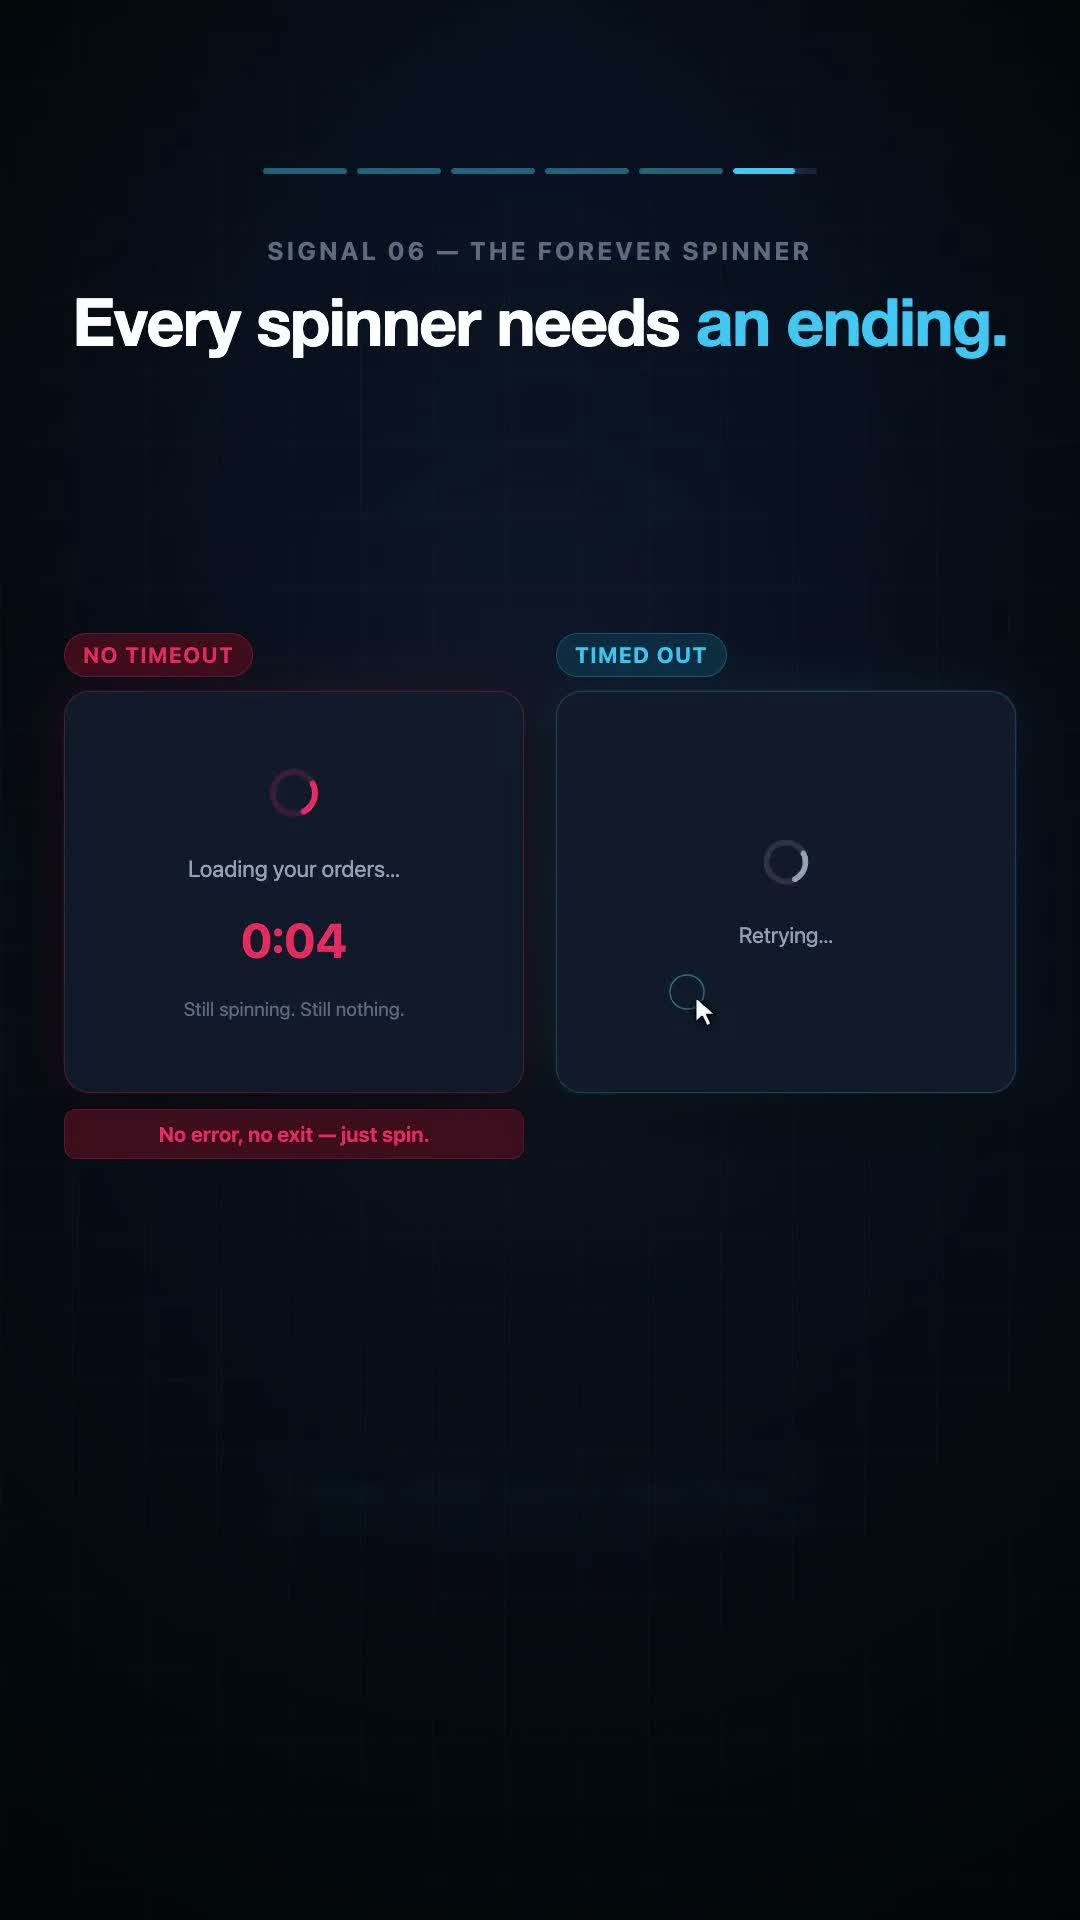 SIGNAL 06 — THE FOREVER SPINNER
Every spinner needs an ending.
NO TIMEOUT
Loading your orders...
0:04
Still spinning. Still nothing.
No error, no exit — just spin.
TIMED OUT
Retrying...